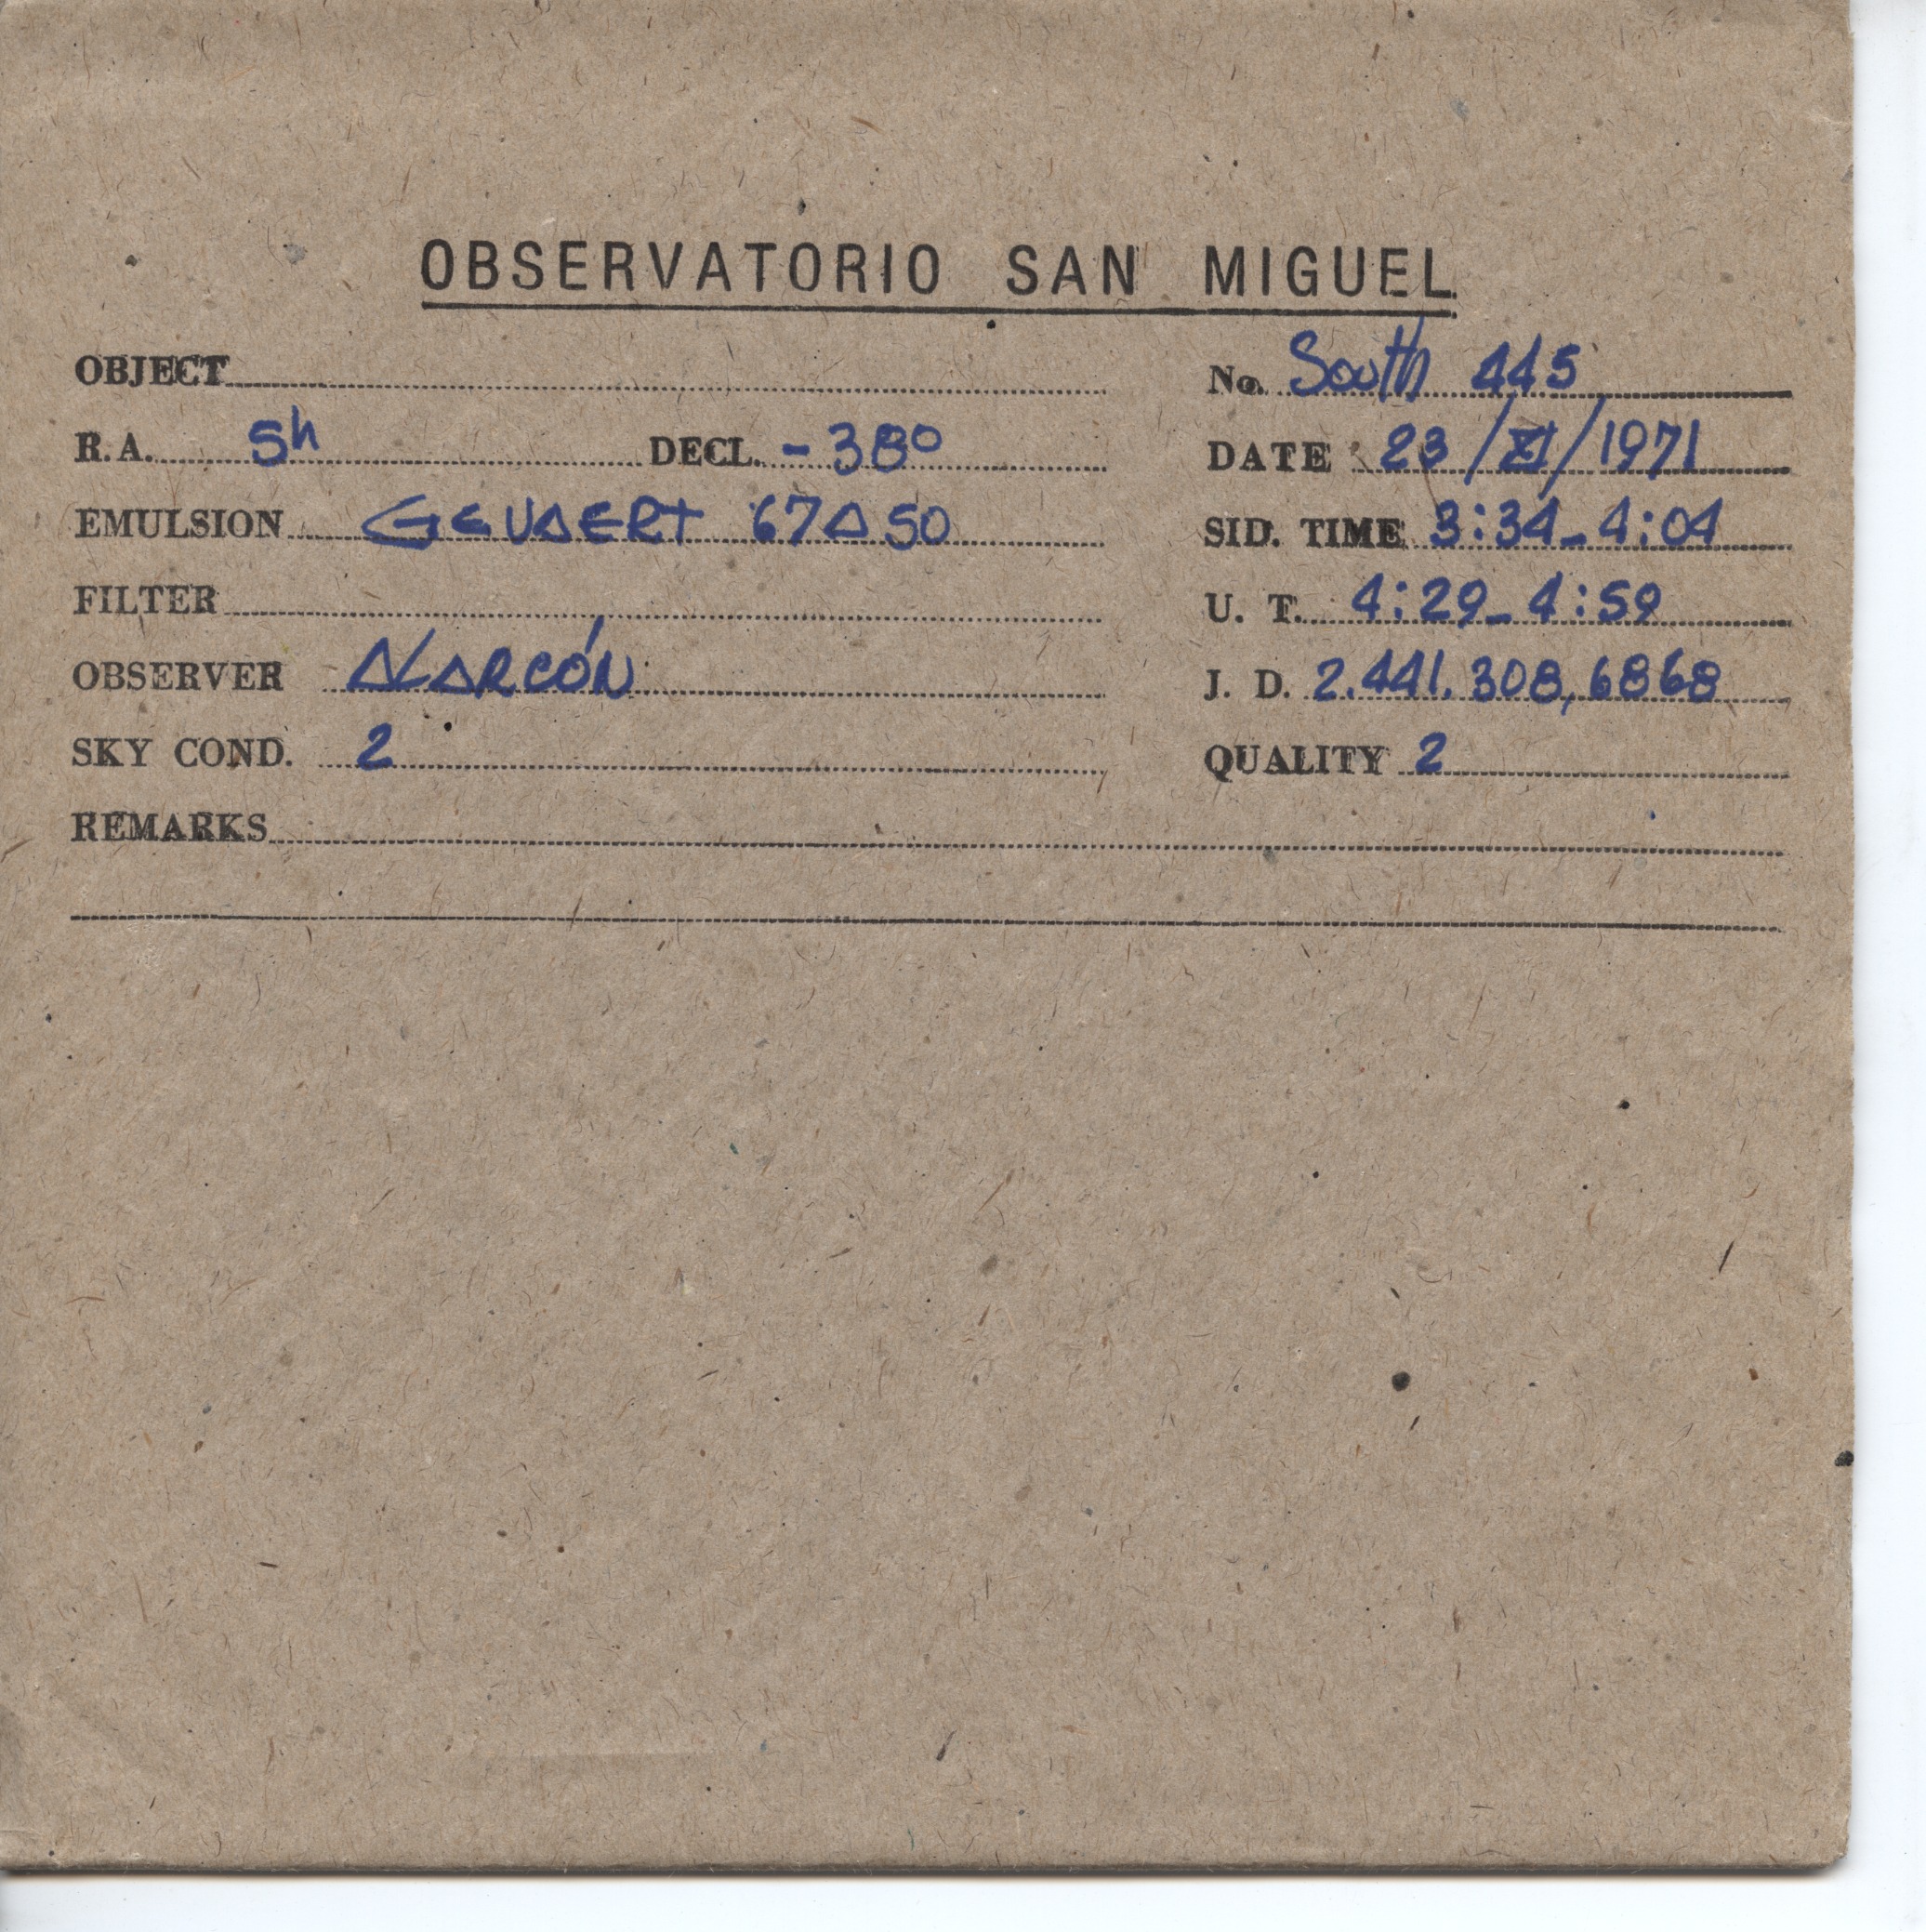 OBSERVATORIO SAN MIGUEL
OBJECT No. South 445
R.A. 5h DECL. -38° DATE 23/XI/1971
EMULSION GEVAERT 67A50 SID. TIME 3:34-4:04
FILTER U. T. 4:29-4:59
OBSERVER ALARCÓN J. D. 2.441.308,6868
SKY COND. 2 QUALITY 2
REMARKS